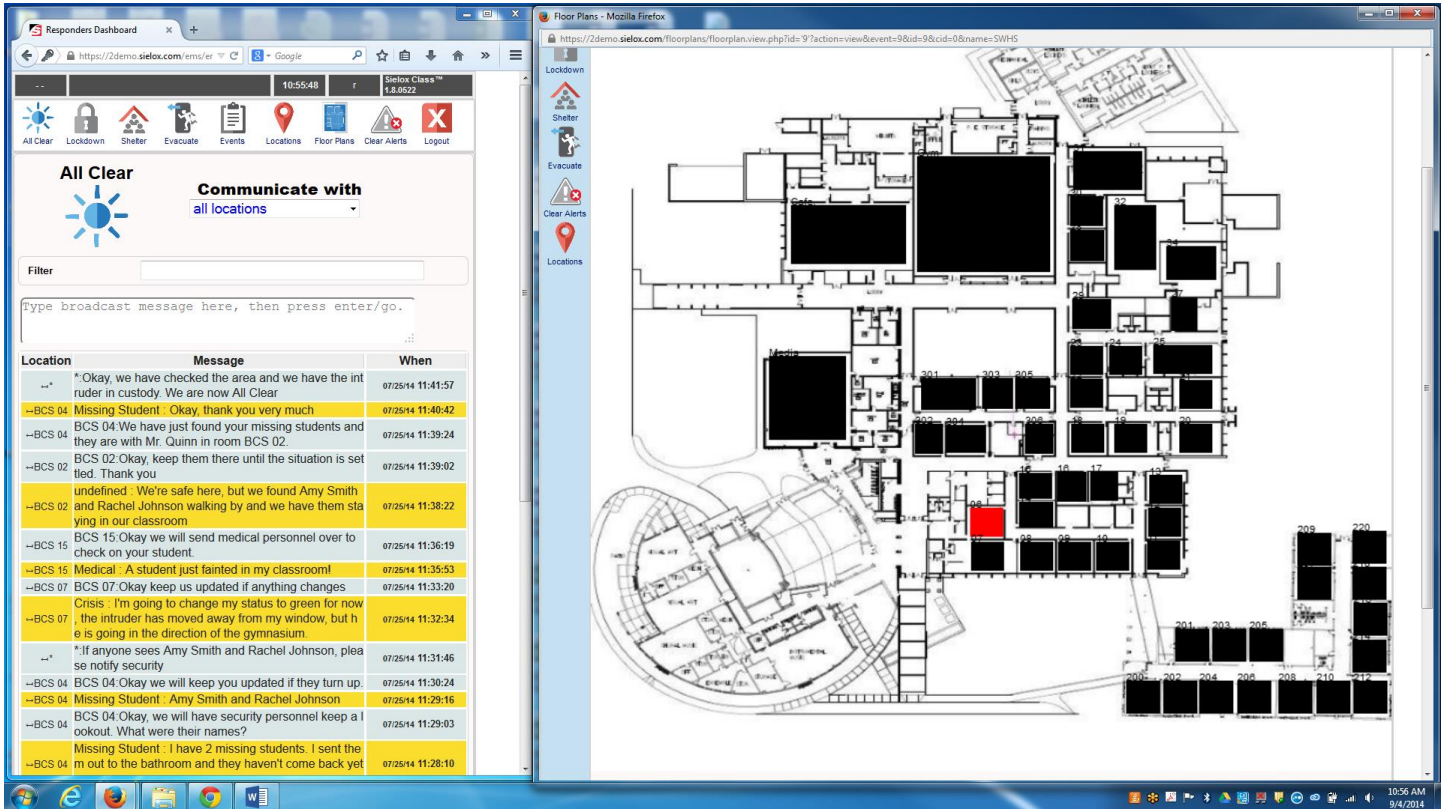 Responders Dashboard
https://2demo.sielox.com/ems/er
Google
- -
10:55:48
r
Sielox Class™
1.8.0522
All Clear
Lockdown
Shelter
Evacuate
Events
Locations
Floor Plans
Clear Alerts
Logout
All Clear
Communicate with
all locations
Filter
Type broadcast message here, then press enter/go.
Location Message When
↔* *:Okay, we have checked the area and we have the int
ruder in custody. We are now All Clear 07/25/14 11:41:57
↔BCS 04 Missing Student : Okay, thank you very much 07/25/14 11:40:42
↔BCS 04 BCS 04:We have just found your missing students and
they are with Mr. Quinn in room BCS 02. 07/25/14 11:39:24
↔BCS 02 BCS 02:Okay, keep them there until the situation is set
tled. Thank you 07/25/14 11:39:02
undefined : We're safe here, but we found Amy Smith
↔BCS 02 and Rachel Johnson walking by and we have them sta 07/25/14 11:38:22
ying in our classroom
↔BCS 15 BCS 15:Okay we will send medical personnel over to
check on your student. 07/25/14 11:36:19
↔BCS 15 Medical : A student just fainted in my classroom! 07/25/14 11:35:53
↔BCS 07 BCS 07:Okay keep us updated if anything changes 07/25/14 11:33:20
Crisis : I'm going to change my status to green for now
↔BCS 07 , the intruder has moved away from my window, but h 07/25/14 11:32:34
e is going in the direction of the gymnasium.
↔* *:If anyone sees Amy Smith and Rachel Johnson, plea
se notify security 07/25/14 11:31:46
↔BCS 04 BCS 04:Okay we will keep you updated if they turn up. 07/25/14 11:30:24
↔BCS 04 Missing Student : Amy Smith and Rachel Johnson 07/25/14 11:29:16
↔BCS 04 BCS 04:Okay, we will have security personnel keep a l
ookout. What were their names? 07/25/14 11:29:03
Missing Student : I have 2 missing students. I sent the
↔BCS 04 m out to the bathroom and they haven't come back yet 07/25/14 11:28:10
Floor Plans - Mozilla Firefox
https://2demo.sielox.com/floorplans/floorplan.view.php?id='9'?action=view&event=9&id=9&cid=0&name=SWHS
Lockdown
Shelter
Evacuate
Clear Alerts
Locations
Gym
Cafe
32
34
27
23
24
25
Media
301
303
305
302
304
306
18
19
20
15
16
17
13
06
07
08
09
10
209
220
201
203
205
200
202
204
206
208
210
212
10:56 AM
9/4/2014